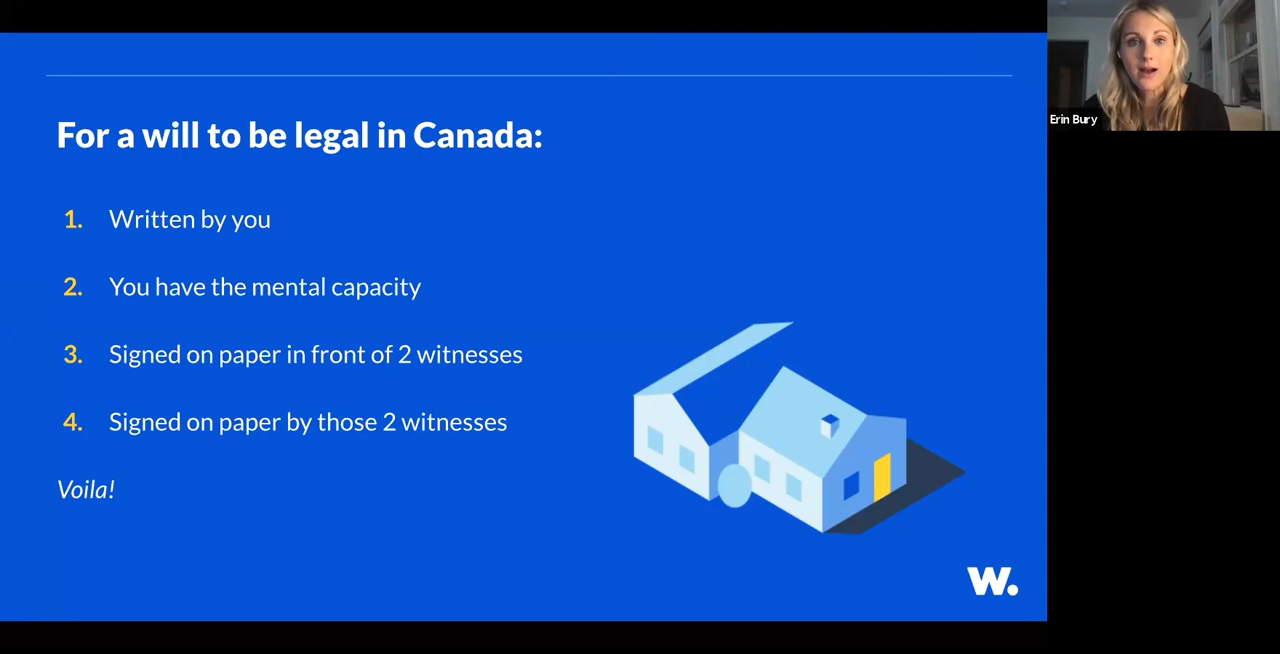 For a will to be legal in Canada:
1. Written by you
2. You have the mental capacity
3. Signed on paper in front of 2 witnesses
4. Signed on paper by those 2 witnesses
Voila!
W.
Erin Bury